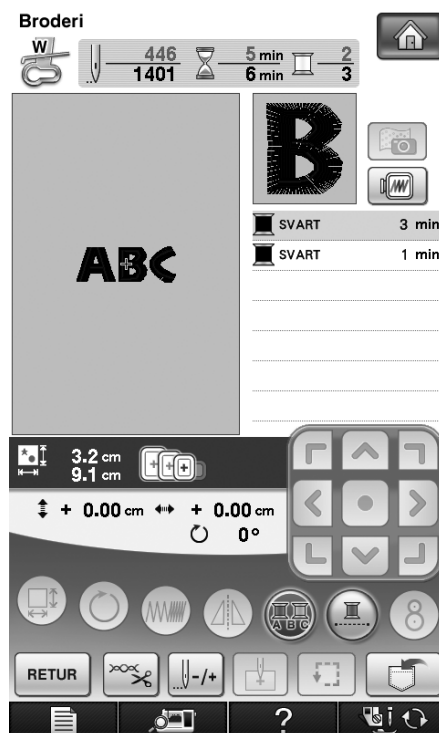 Broderi
W
446 5 min 2
1401 6 min 3
ABC
B
SVART 3 min
SVART 1 min
3.2 cm
9.1 cm
+ 0.00 cm + 0.00 cm
0°
A B C
8
RETUR
-/+
?